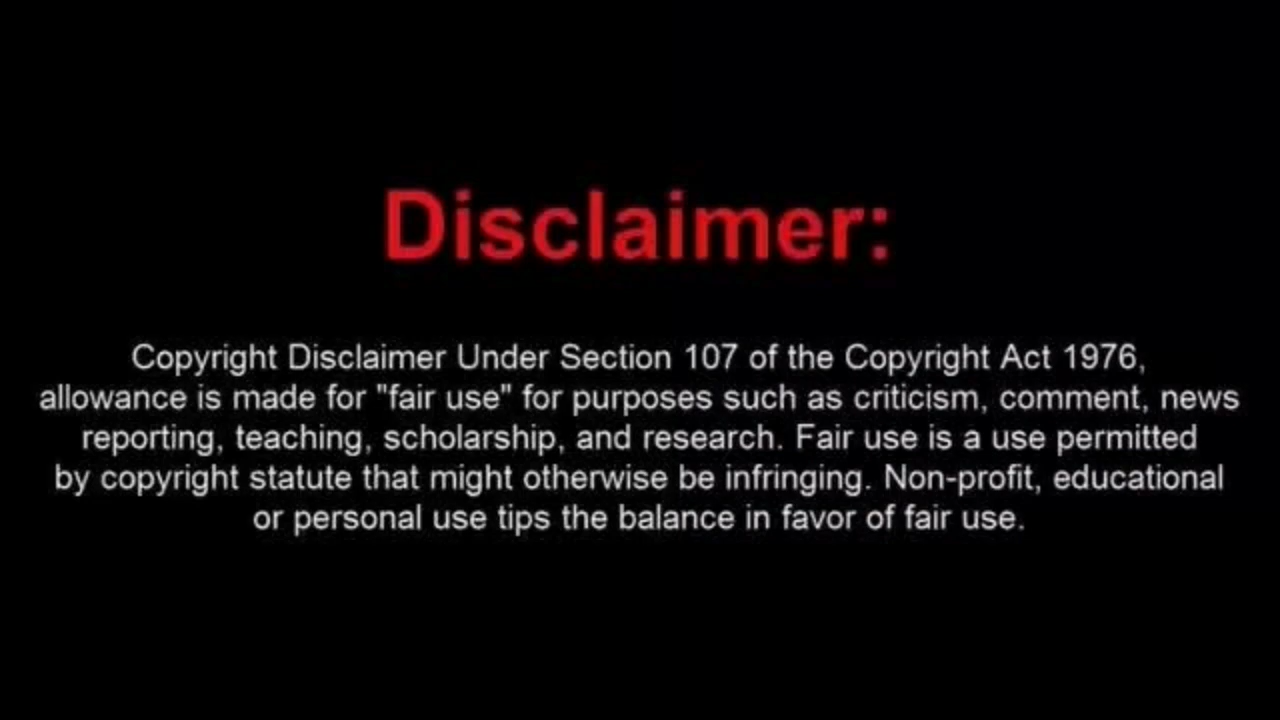 Disclaimer:
Copyright Disclaimer Under Section 107 of the Copyright Act 1976,
allowance is made for "fair use" for purposes such as criticism, comment, news
reporting, teaching, scholarship, and research. Fair use is a use permitted
by copyright statute that might otherwise be infringing. Non-profit, educational
or personal use tips the balance in favor of fair use.